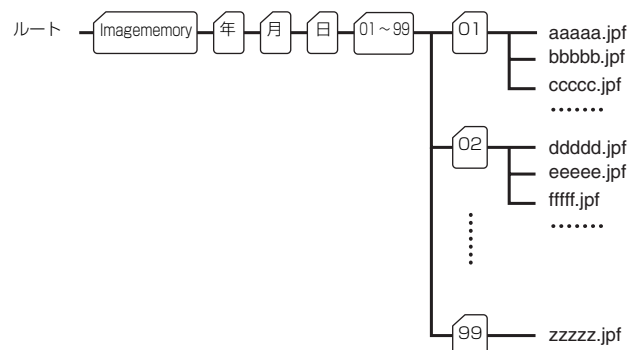 ルート Imagememory 年 月 日 01～99 01 aaaaa.jpf
bbbbb.jpf
ccccc.jpf
•••••••
02 ddddd.jpf
eeeee.jpf
fffff.jpf
•••••••
99 zzzzz.jpf